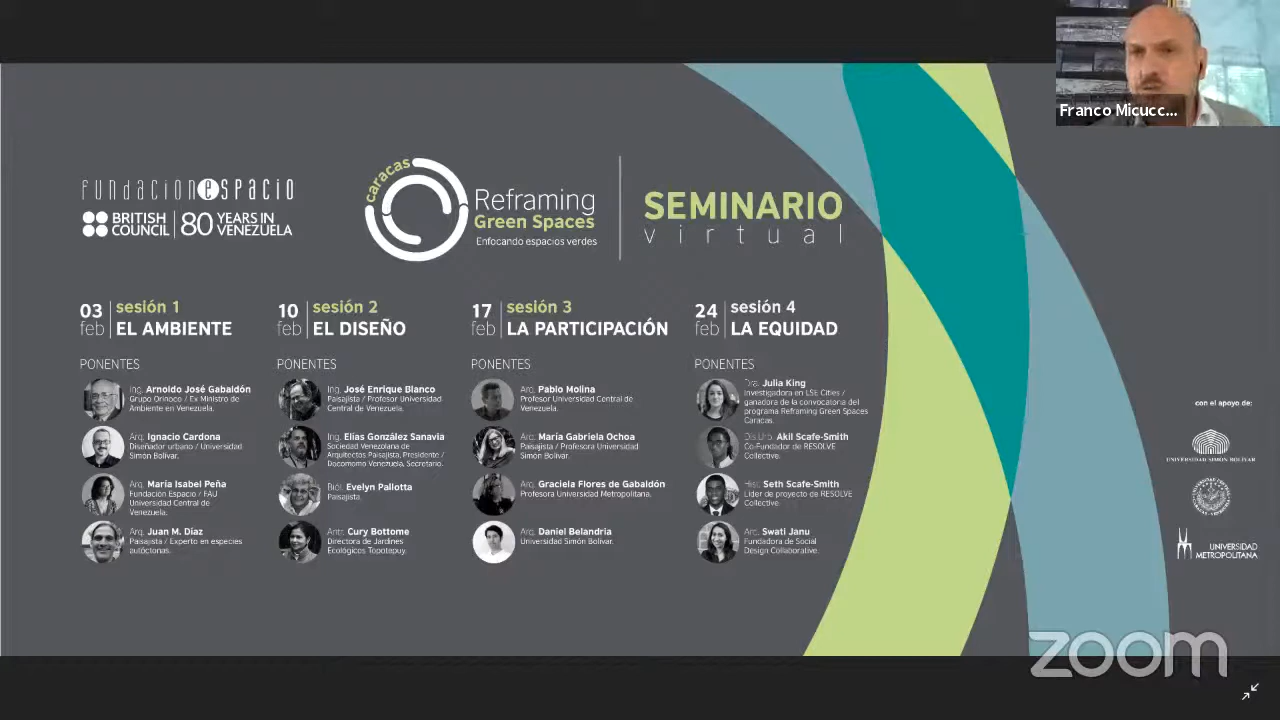 Franco Micucc...
fundacionespacio
BRITISH COUNCIL
80 YEARS IN VENEZUELA
caracas
Reframing
Green Spaces
Enfocando espacios verdes
SEMINARIO
virtual
03 feb
sesión 1
EL AMBIENTE
PONENTES
Ing. Arnoldo José Gabaldón
Grupo Orinoco / Ex Ministro de
Ambiente en Venezuela.
Arq. Ignacio Cardona
Diseñador urbano / Universidad
Simón Bolívar.
Arq. María Isabel Peña
Fundación Espacio / FAU
Universidad Central de
Venezuela.
Arq. Juan M. Díaz
Paisajista / Experto en especies
autóctonas.
10 feb
sesión 2
EL DISEÑO
PONENTES
Ing. José Enrique Blanco
Paisajista / Profesor Universidad
Central de Venezuela.
Ing. Elías González Sanavia
Sociedad Venezolana de
Arquitectos Paisajista, Presidente /
Docomomo Venezuela, Secretario.
Biól. Evelyn Pallotta
Paisajista.
Antr. Cury Bottome
Directora de Jardines
Ecológicos Topotepuy.
17 feb
sesión 3
LA PARTICIPACIÓN
PONENTES
Arq. Pablo Molina
Profesor Universidad Central de
Venezuela.
Arq. María Gabriela Ochoa
Paisajista / Profesora Universidad
Simón Bolívar.
Arq. Graciela Flores de Gabaldón
Profesora Universidad Metropolitana.
Arq. Daniel Belandria
Universidad Simón Bolívar.
24 feb
sesión 4
LA EQUIDAD
PONENTES
Dra. Julia King
Investigadora en LSE Cities /
ganadora de la convocatoria del
programa Reframing Green Spaces
Caracas.
Akil Scafe-Smith
Co-Fundador de RESOLVE
Collective.
Hist. Seth Scafe-Smith
Líder de proyecto de RESOLVE
Collective.
Arq. Swati Janu
Fundadora de Social
Design Collaborative.
con el apoyo de:
UNIVERSIDAD SIMÓN BOLÍVAR
UNIVERSIDAD
METROPOLITANA
zoom